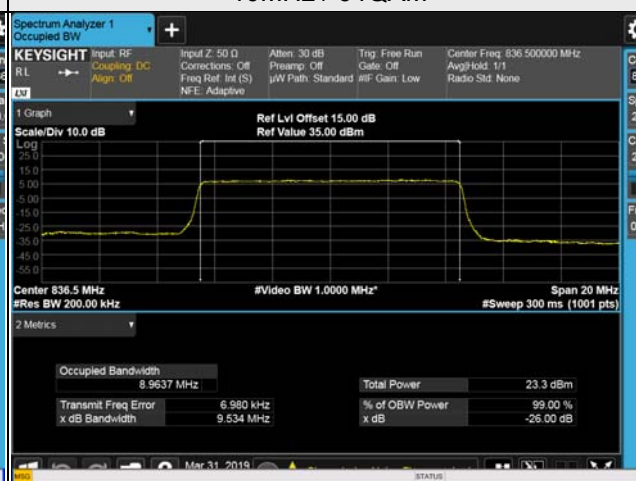 Spectrum Analyzer 1
Occupied BW
+
KEYSIGHT
RL
LXI
Input: RF
Coupling: DC
Align: Off
Input Z: 50 Ω
Corrections: Off
Freq Ref: Int (S)
NFE: Adaptive
Atten: 30 dB
Preamp: Off
µW Path: Standard
Trig: Free Run
Gate: Off
#IF Gain: Low
Center Freq: 836.500000 MHz
Avg|Hold: 1/1
Radio Std: None
1 Graph
Scale/Div 10.0 dB
Ref Lvl Offset 15.00 dB
Ref Value 35.00 dBm
Log
25.0
15.0
5.00
-5.00
-15.0
-25.0
-35.0
-45.0
-55.0
Center 836.5 MHz
#Video BW 1.0000 MHz*
Span 20 MHz
#Res BW 200.00 kHz
#Sweep 300 ms (1001 pts)
2 Metrics
Occupied Bandwidth
8.9637 MHz
Total Power 23.3 dBm
Transmit Freq Error 6.980 kHz
% of OBW Power 99.00 %
x dB Bandwidth 9.534 MHz
x dB -26.00 dB
Mar 31, 2019
MSG
STATUS